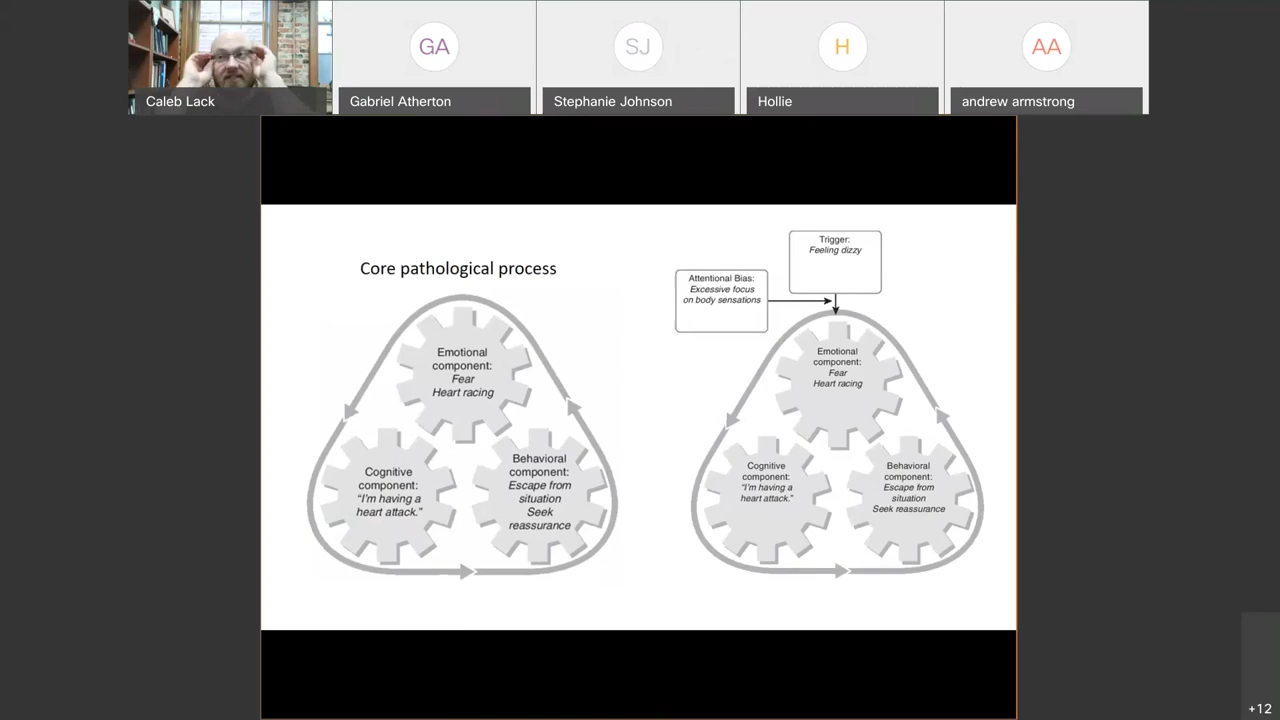 GA
SJ
H
AA
Caleb Lack
Gabriel Atherton
Stephanie Johnson
Hollie
andrew armstrong
Core pathological process
Emotional
component:
Fear
Heart racing
Cognitive
component:
“I’m having a
heart attack.”
Behavioral
component:
Escape from
situation
Seek
reassurance
Trigger:
Feeling dizzy
Attentional Bias:
Excessive focus
on body sensations
Emotional
component:
Fear
Heart racing
Cognitive
component:
“I’m having a
heart attack.”
Behavioral
component:
Escape from
situation
Seek reassurance
+12